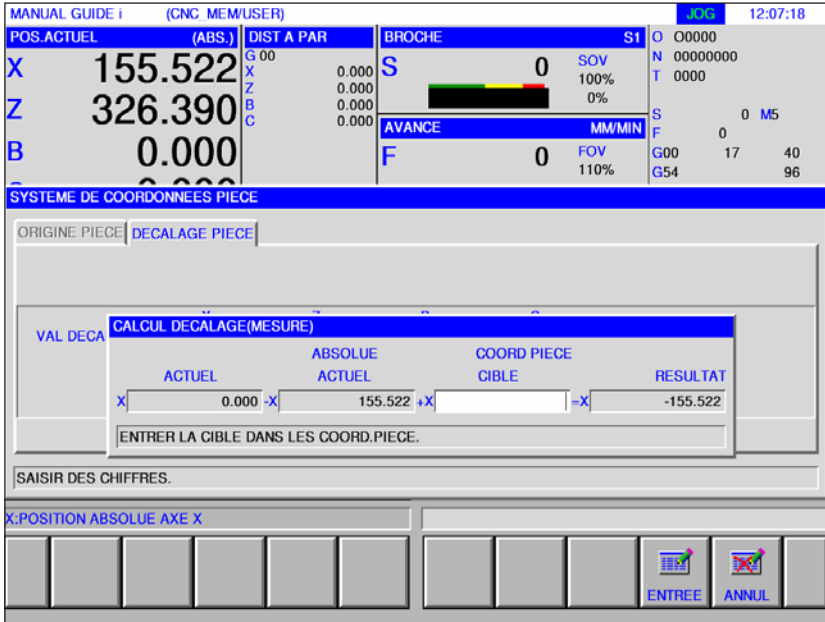 MANUAL GUIDE i (CNC_MEM/USER) JOG 12:07:18
POS.ACTUEL (ABS.) DIST A PAR BROCHE S1 O O0000
G 00 N 00000000
X 155.522 X 0.000 S 0 SOV T 0000
Z 0.000 100%
Z 326.390 B 0.000 0%
C 0.000 S 0 M5
AVANCE MM/MIN F 0
B 0.000 F 0 FOV G00 17 40
110% G54 96
SYSTEME DE COORDONNEES PIECE
ORIGINE PIECE DECALAGE PIECE
VAL DECA
CALCUL DECALAGE(MESURE)
ABSOLUE COORD PIECE
ACTUEL ACTUEL CIBLE RESULTAT
X 0.000 -X 155.522 +X =X -155.522
ENTRER LA CIBLE DANS LES COORD.PIECE.
SAISIR DES CHIFFRES.
X:POSITION ABSOLUE AXE X
ENTREE ANNUL